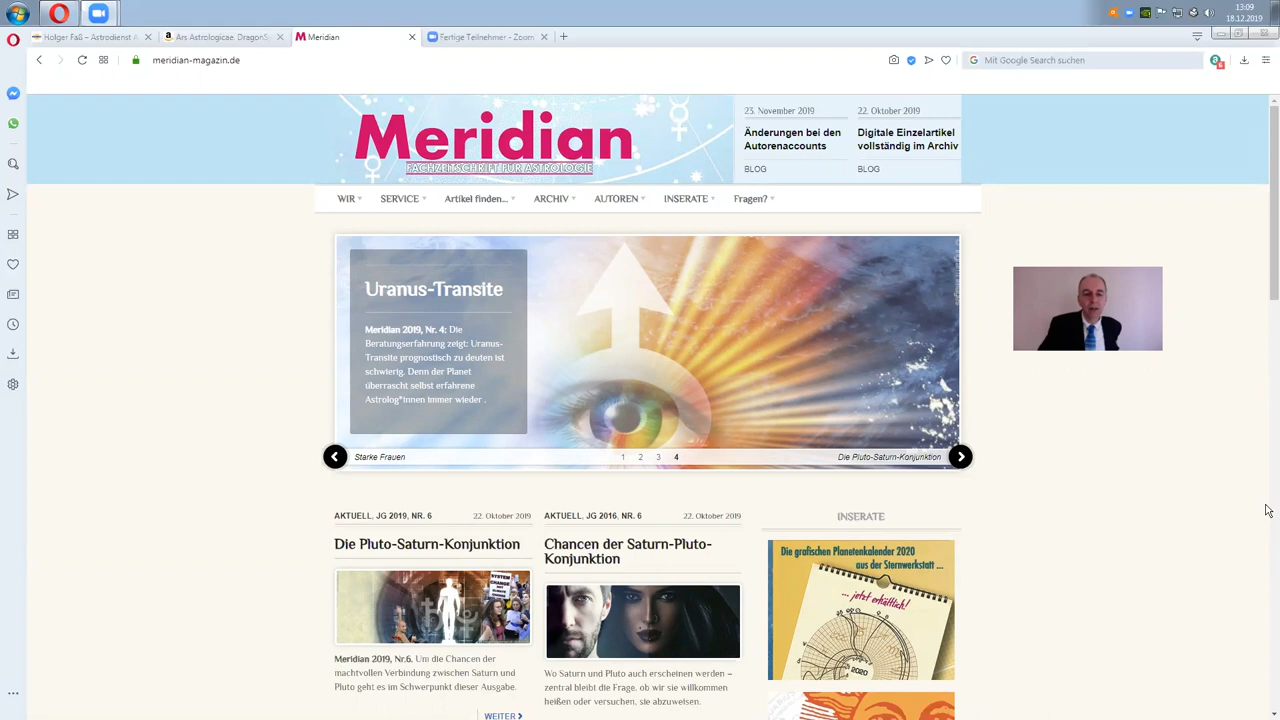 13:09
18.12.2019
Holger Faß – Astrodienst A
Ars Astrologicae. DragonS
Meridian
Fertige Teilnehmer - Zoom
meridian-magazin.de
Mit Google Search suchen
Meridian
FACHZEITSCHRIFT FÜR ASTROLOGIE
23. November 2019
Änderungen bei den
Autorenaccounts
BLOG
22. Oktober 2019
Digitale Einzelartikel
vollständig im Archiv
BLOG
WIR
SERVICE
Artikel finden...
ARCHIV
AUTOREN
INSERATE
Fragen?
Uranus-Transite
Meridian 2019, Nr. 4: Die
Beratungserfahrung zeigt: Uranus-
Transite prognostisch zu deuten ist
schwierig. Denn der Planet
überrascht selbst erfahrene
Astrolog*innen immer wieder .
Starke Frauen
1 2 3 4
Die Pluto-Saturn-Konjunktion
AKTUELL, JG 2019, NR. 6
22. Oktober 2019
Die Pluto-Saturn-Konjunktion
SYSTEM
CHANGE
Meridian 2019, Nr.6. Um die Chancen der
machtvollen Verbindung zwischen Saturn und
Pluto geht es im Schwerpunkt dieser Ausgabe.
WEITER
AKTUELL, JG 2016, NR. 6
22. Oktober 2019
Chancen der Saturn-Pluto-
Konjunktion
Wo Saturn und Pluto auch erscheinen werden –
zentral bleibt die Frage, ob wir sie willkommen
heißen oder versuchen, sie abzuweisen.
INSERATE
Die grafischen Planetenkalender 2020
aus der Sternwerkstatt ...
... jetzt erhältlich!
2020